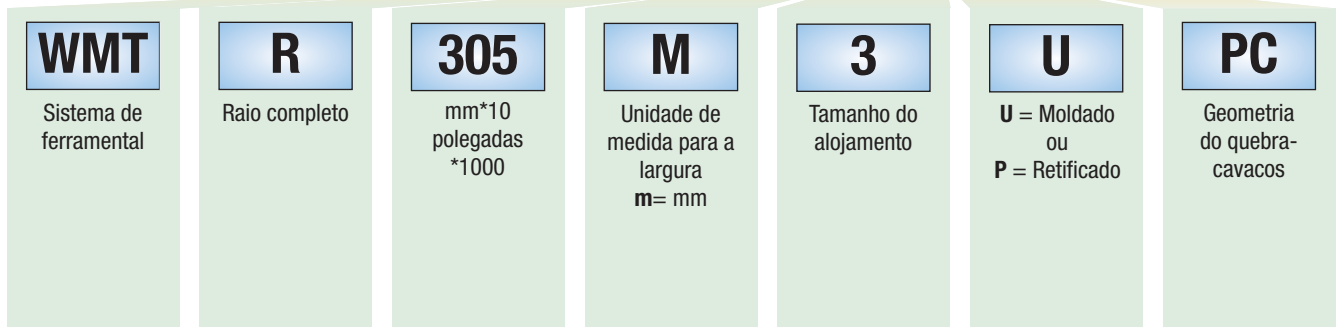 WMT
Sistema de
ferramental
R
Raio completo
305
mm*10
polegadas
*1000
M
Unidade de
medida para a
largura
m= mm
3
Tamanho do
alojamento
U
U = Moldado
ou
P = Retificado
PC
Geometria
do quebra-
cavacos